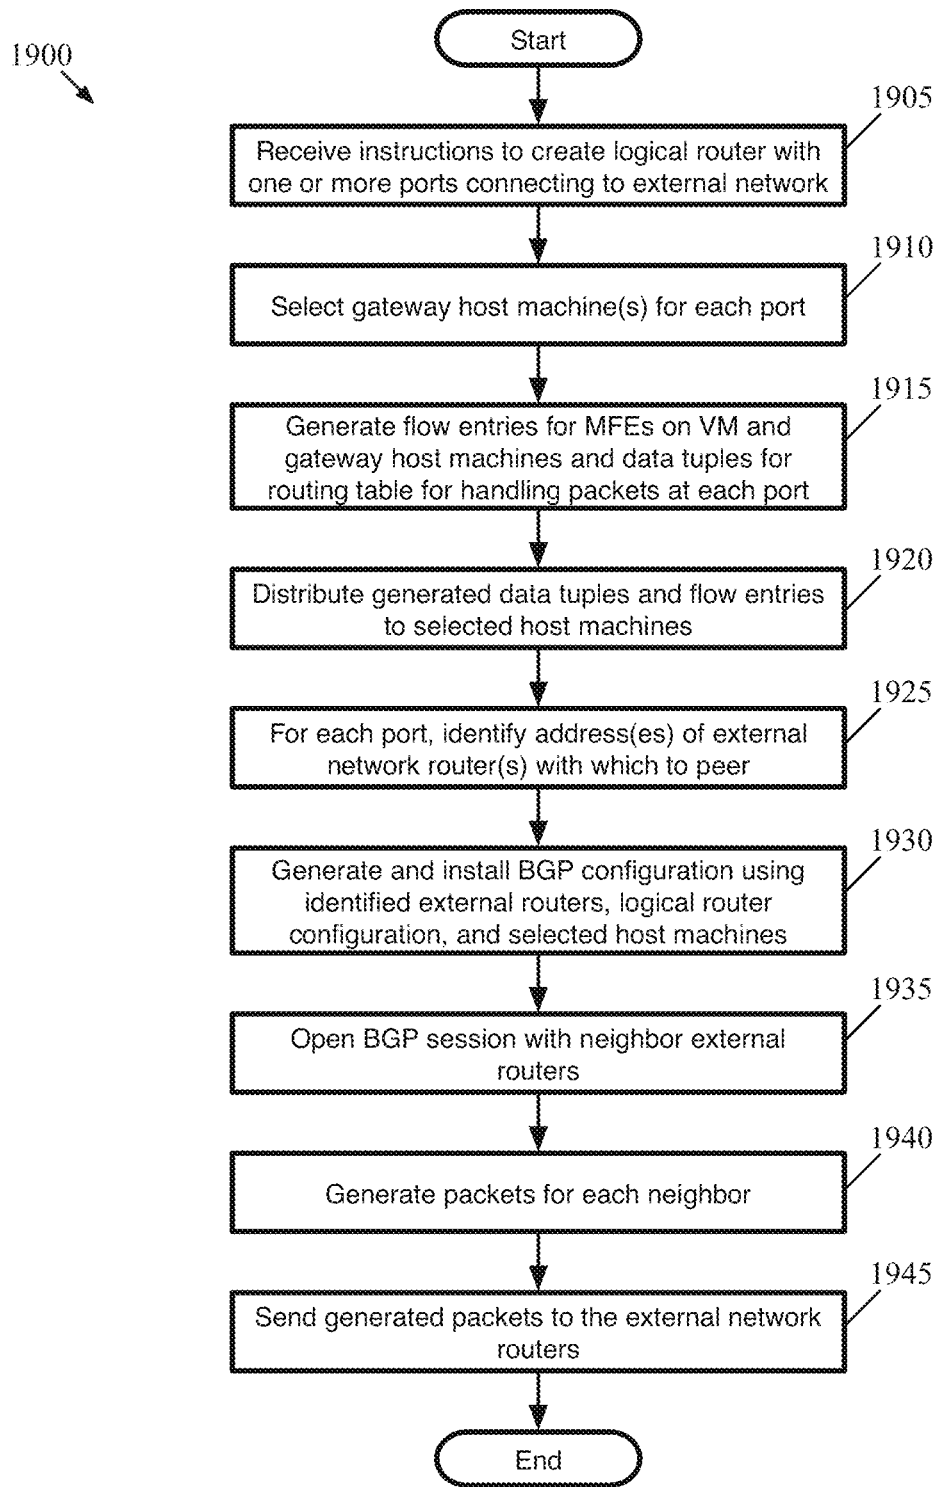 1900
Start
1905
Receive instructions to create logical router with
one or more ports connecting to external network
1910
Select gateway host machine(s) for each port
1915
Generate flow entries for MFEs on VM and
gateway host machines and data tuples for
routing table for handling packets at each port
1920
Distribute generated data tuples and flow entries
to selected host machines
1925
For each port, identify address(es) of external
network router(s) with which to peer
1930
Generate and install BGP configuration using
identified external routers, logical router
configuration, and selected host machines
1935
Open BGP session with neighbor external
routers
1940
Generate packets for each neighbor
1945
Send generated packets to the external network
routers
End